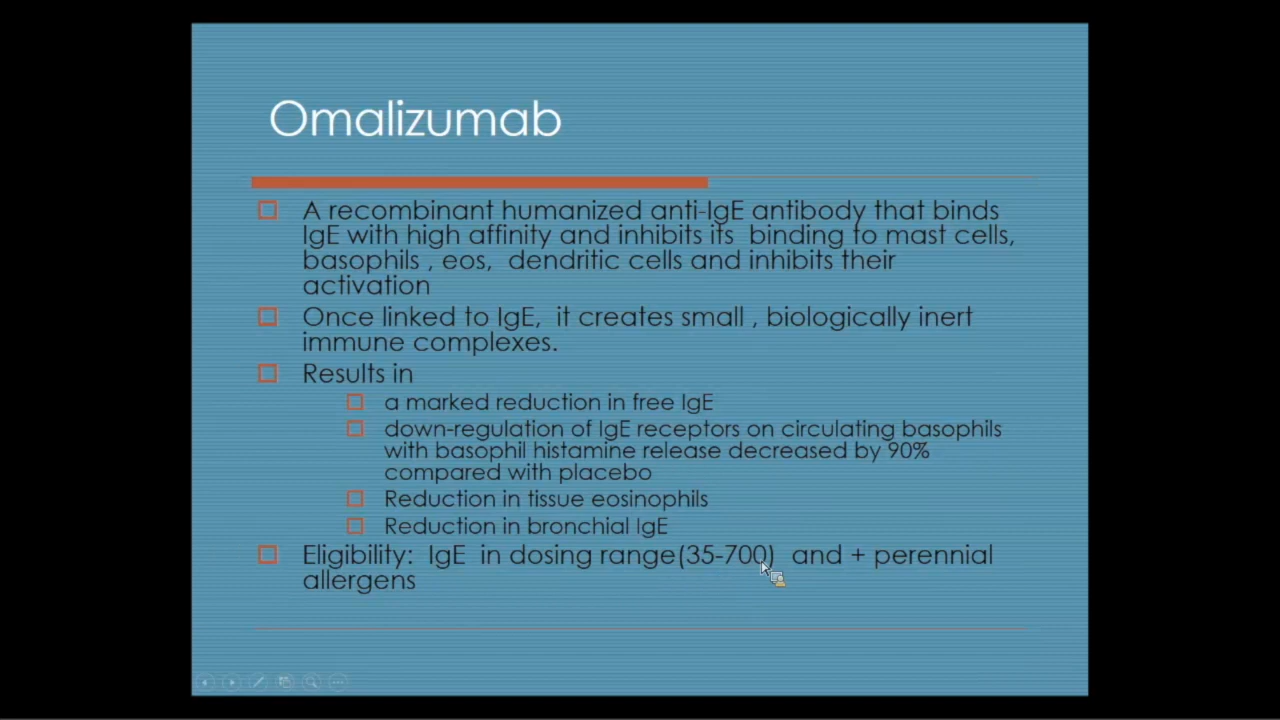 Omalizumab
A recombinant humanized anti-IgE antibody that binds
IgE with high affinity and inhibits its binding to mast cells,
basophils , eos, dendritic cells and inhibits their
activation
Once linked to IgE, it creates small , biologically inert
immune complexes.
Results in
a marked reduction in free IgE
down-regulation of IgE receptors on circulating basophils
with basophil histamine release decreased by 90%
compared with placebo
Reduction in tissue eosinophils
Reduction in bronchial IgE
Eligibility: IgE in dosing range(35-700) and + perennial
allergens